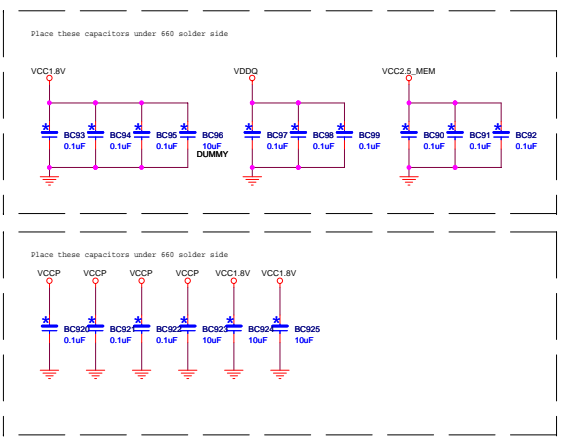 Place these capacitors under 660 solder side
VCC1.8V VDDQ VCC2.5_MEM
* BC93 * BC94 * BC95 * BC96 * BC97 * BC98 * BC99 * BC90 * BC91 * BC92
0.1uF 0.1uF 0.1uF 10uF 0.1uF 0.1uF 0.1uF 0.1uF 0.1uF 0.1uF
DUMMY
Place these capacitors under 660 solder side
VCCP VCCP VCCP VCCP VCC1.8V VCC1.8V
* BC920 * BC921 * BC922 * BC923 * BC924 * BC925
0.1uF 0.1uF 0.1uF 10uF 10uF 10uF